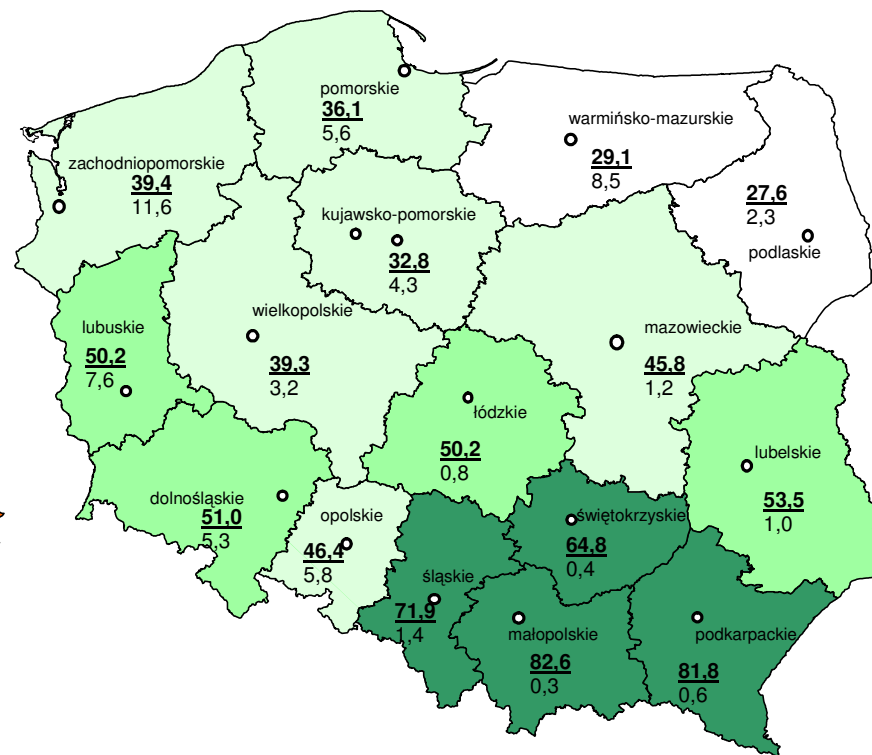 pomorskie
36,1
5,6
warmińsko-mazurskie
29,1
8,5
zachodniopomorskie
39,4
11,6
27,6
2,3
podlaskie
kujawsko-pomorskie
32,8
4,3
lubuskie
50,2
7,6
wielkopolskie
39,3
3,2
mazowieckie
45,8
1,2
łódzkie
50,2
0,8
lubelskie
53,5
1,0
dolnośląskie
51,0
5,3
opolskie
46,4
5,8
świętokrzyskie
64,8
0,4
śląskie
71,9
1,4
małopolskie
82,6
0,3
podkarpackie
81,8
0,6